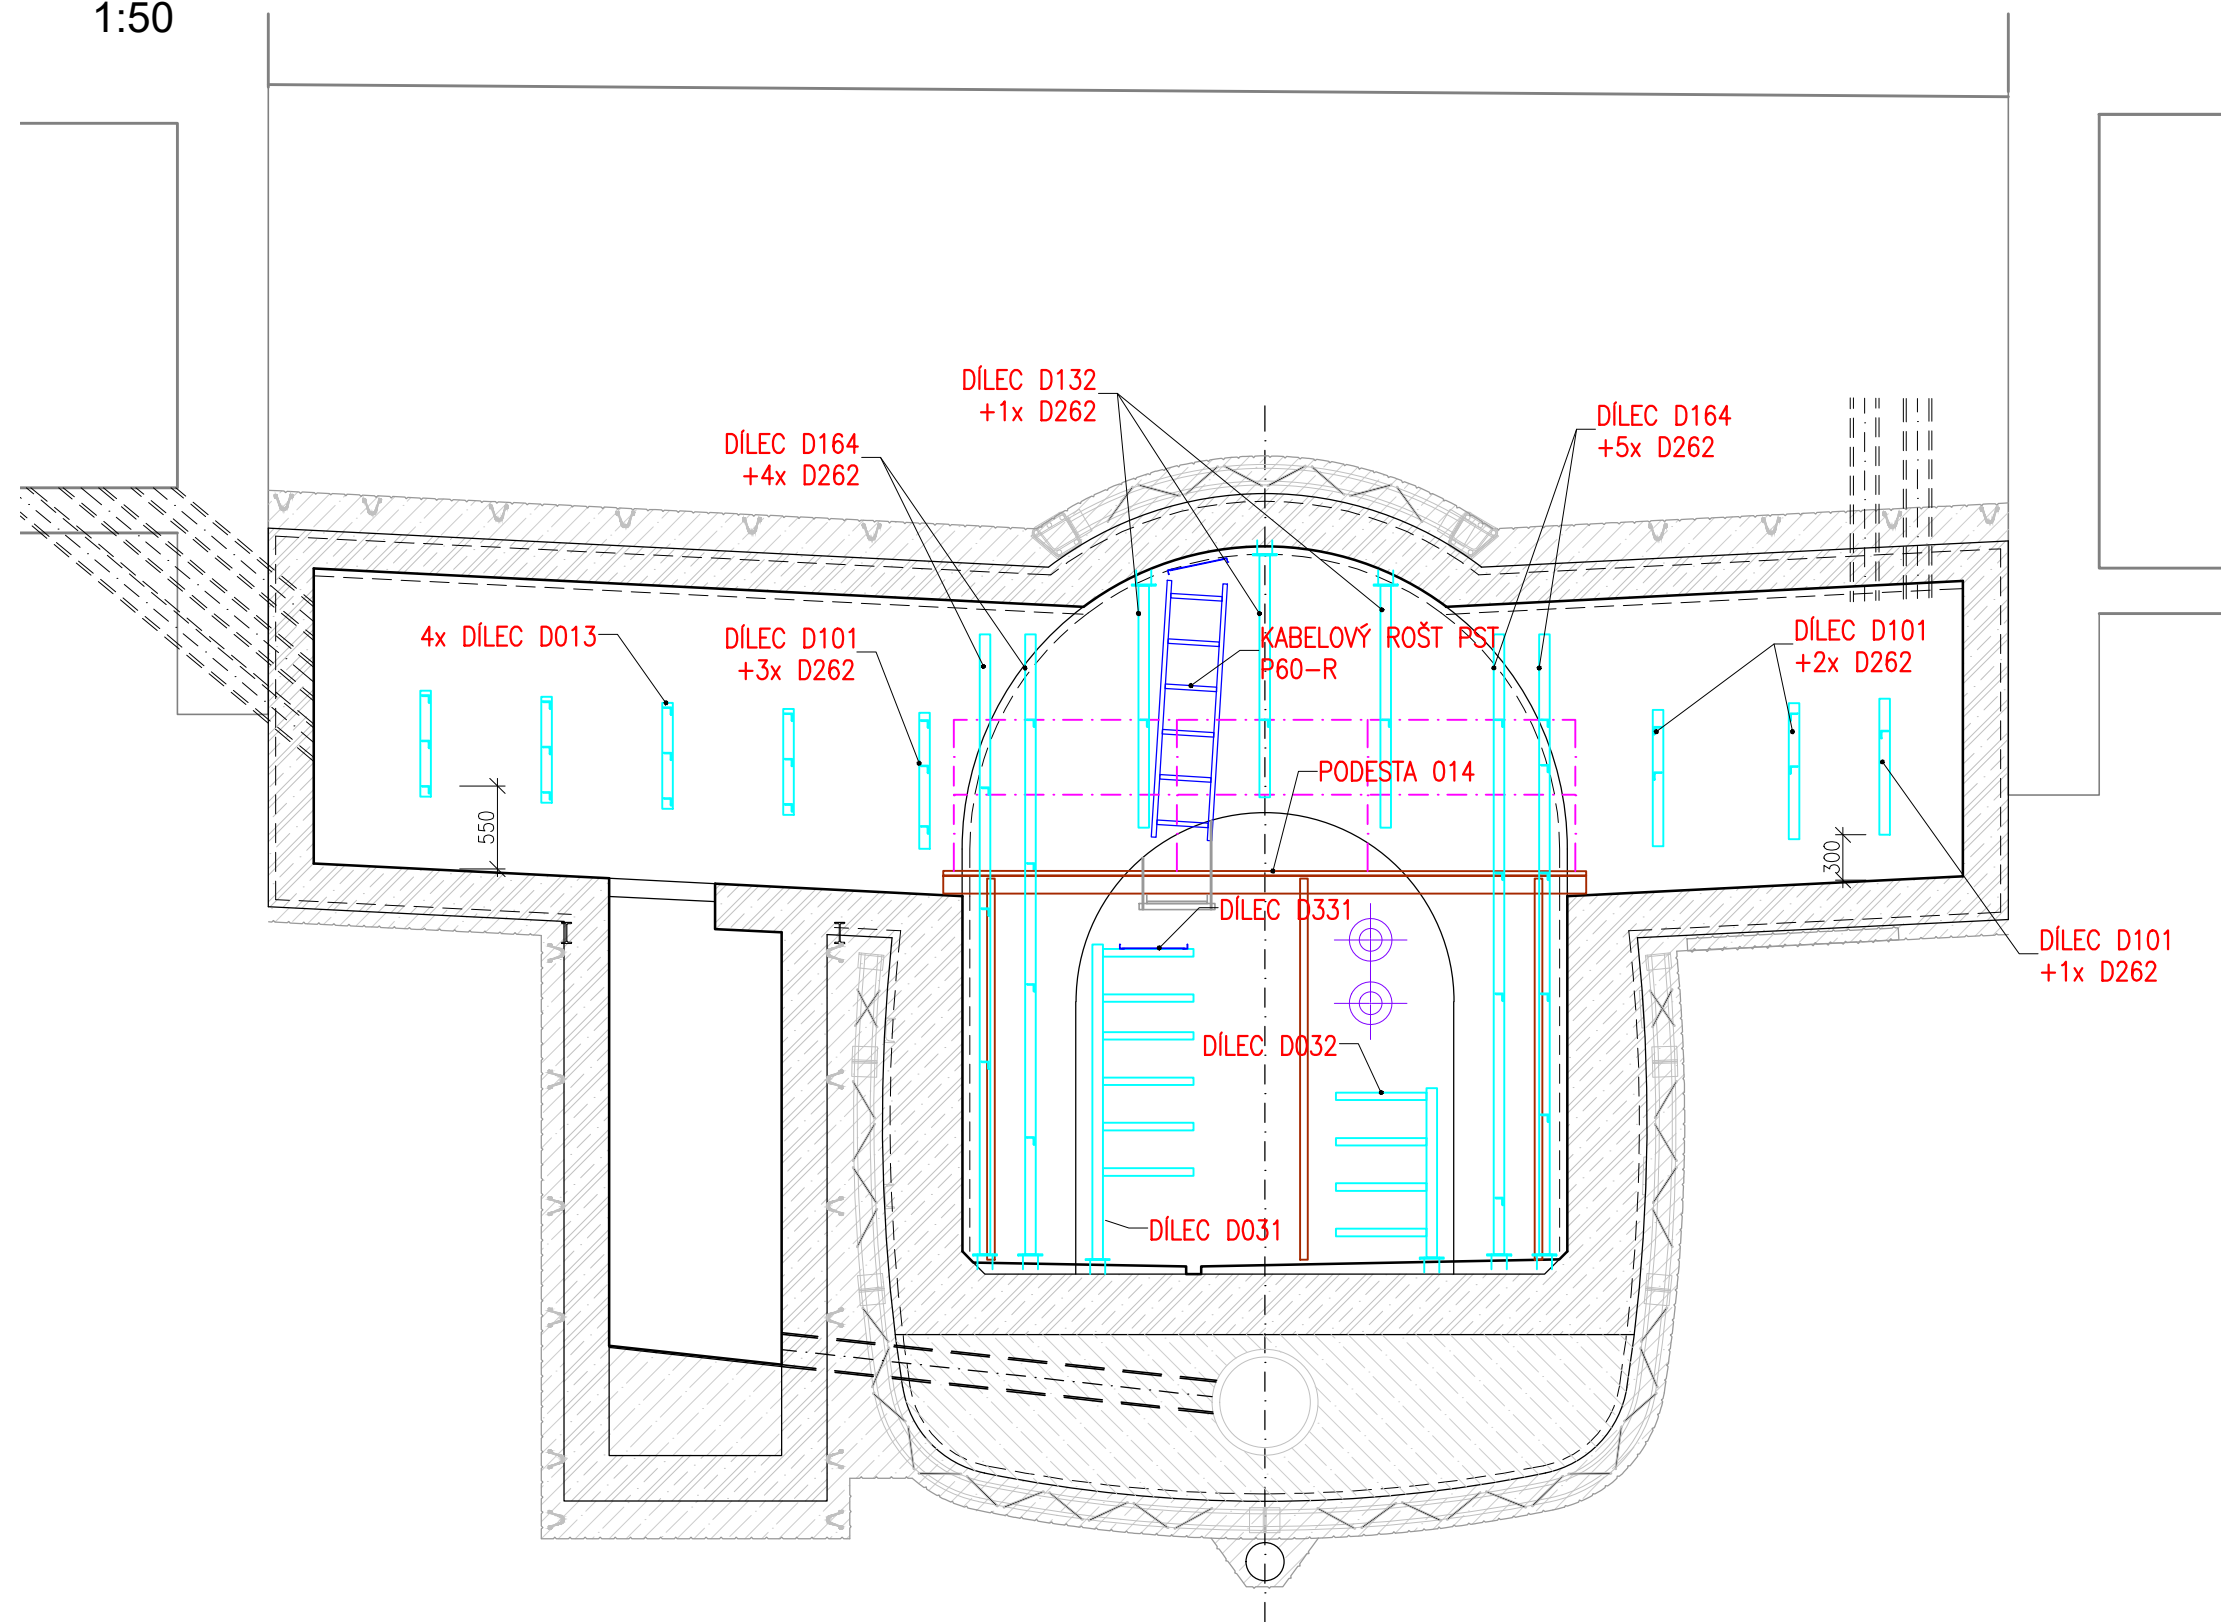 1:50
DÍLEC D132
+1x D262
DÍLEC D164
+4x D262
DÍLEC D164
+5x D262
4x DÍLEC D013
DÍLEC D101
+3x D262
KABELOVÝ ROŠT PST
P60-R
DÍLEC D101
+2x D262
PODESTA 014
550
300
DÍLEC D331
DÍLEC D101
+1x D262
DÍLEC D032
DÍLEC D031